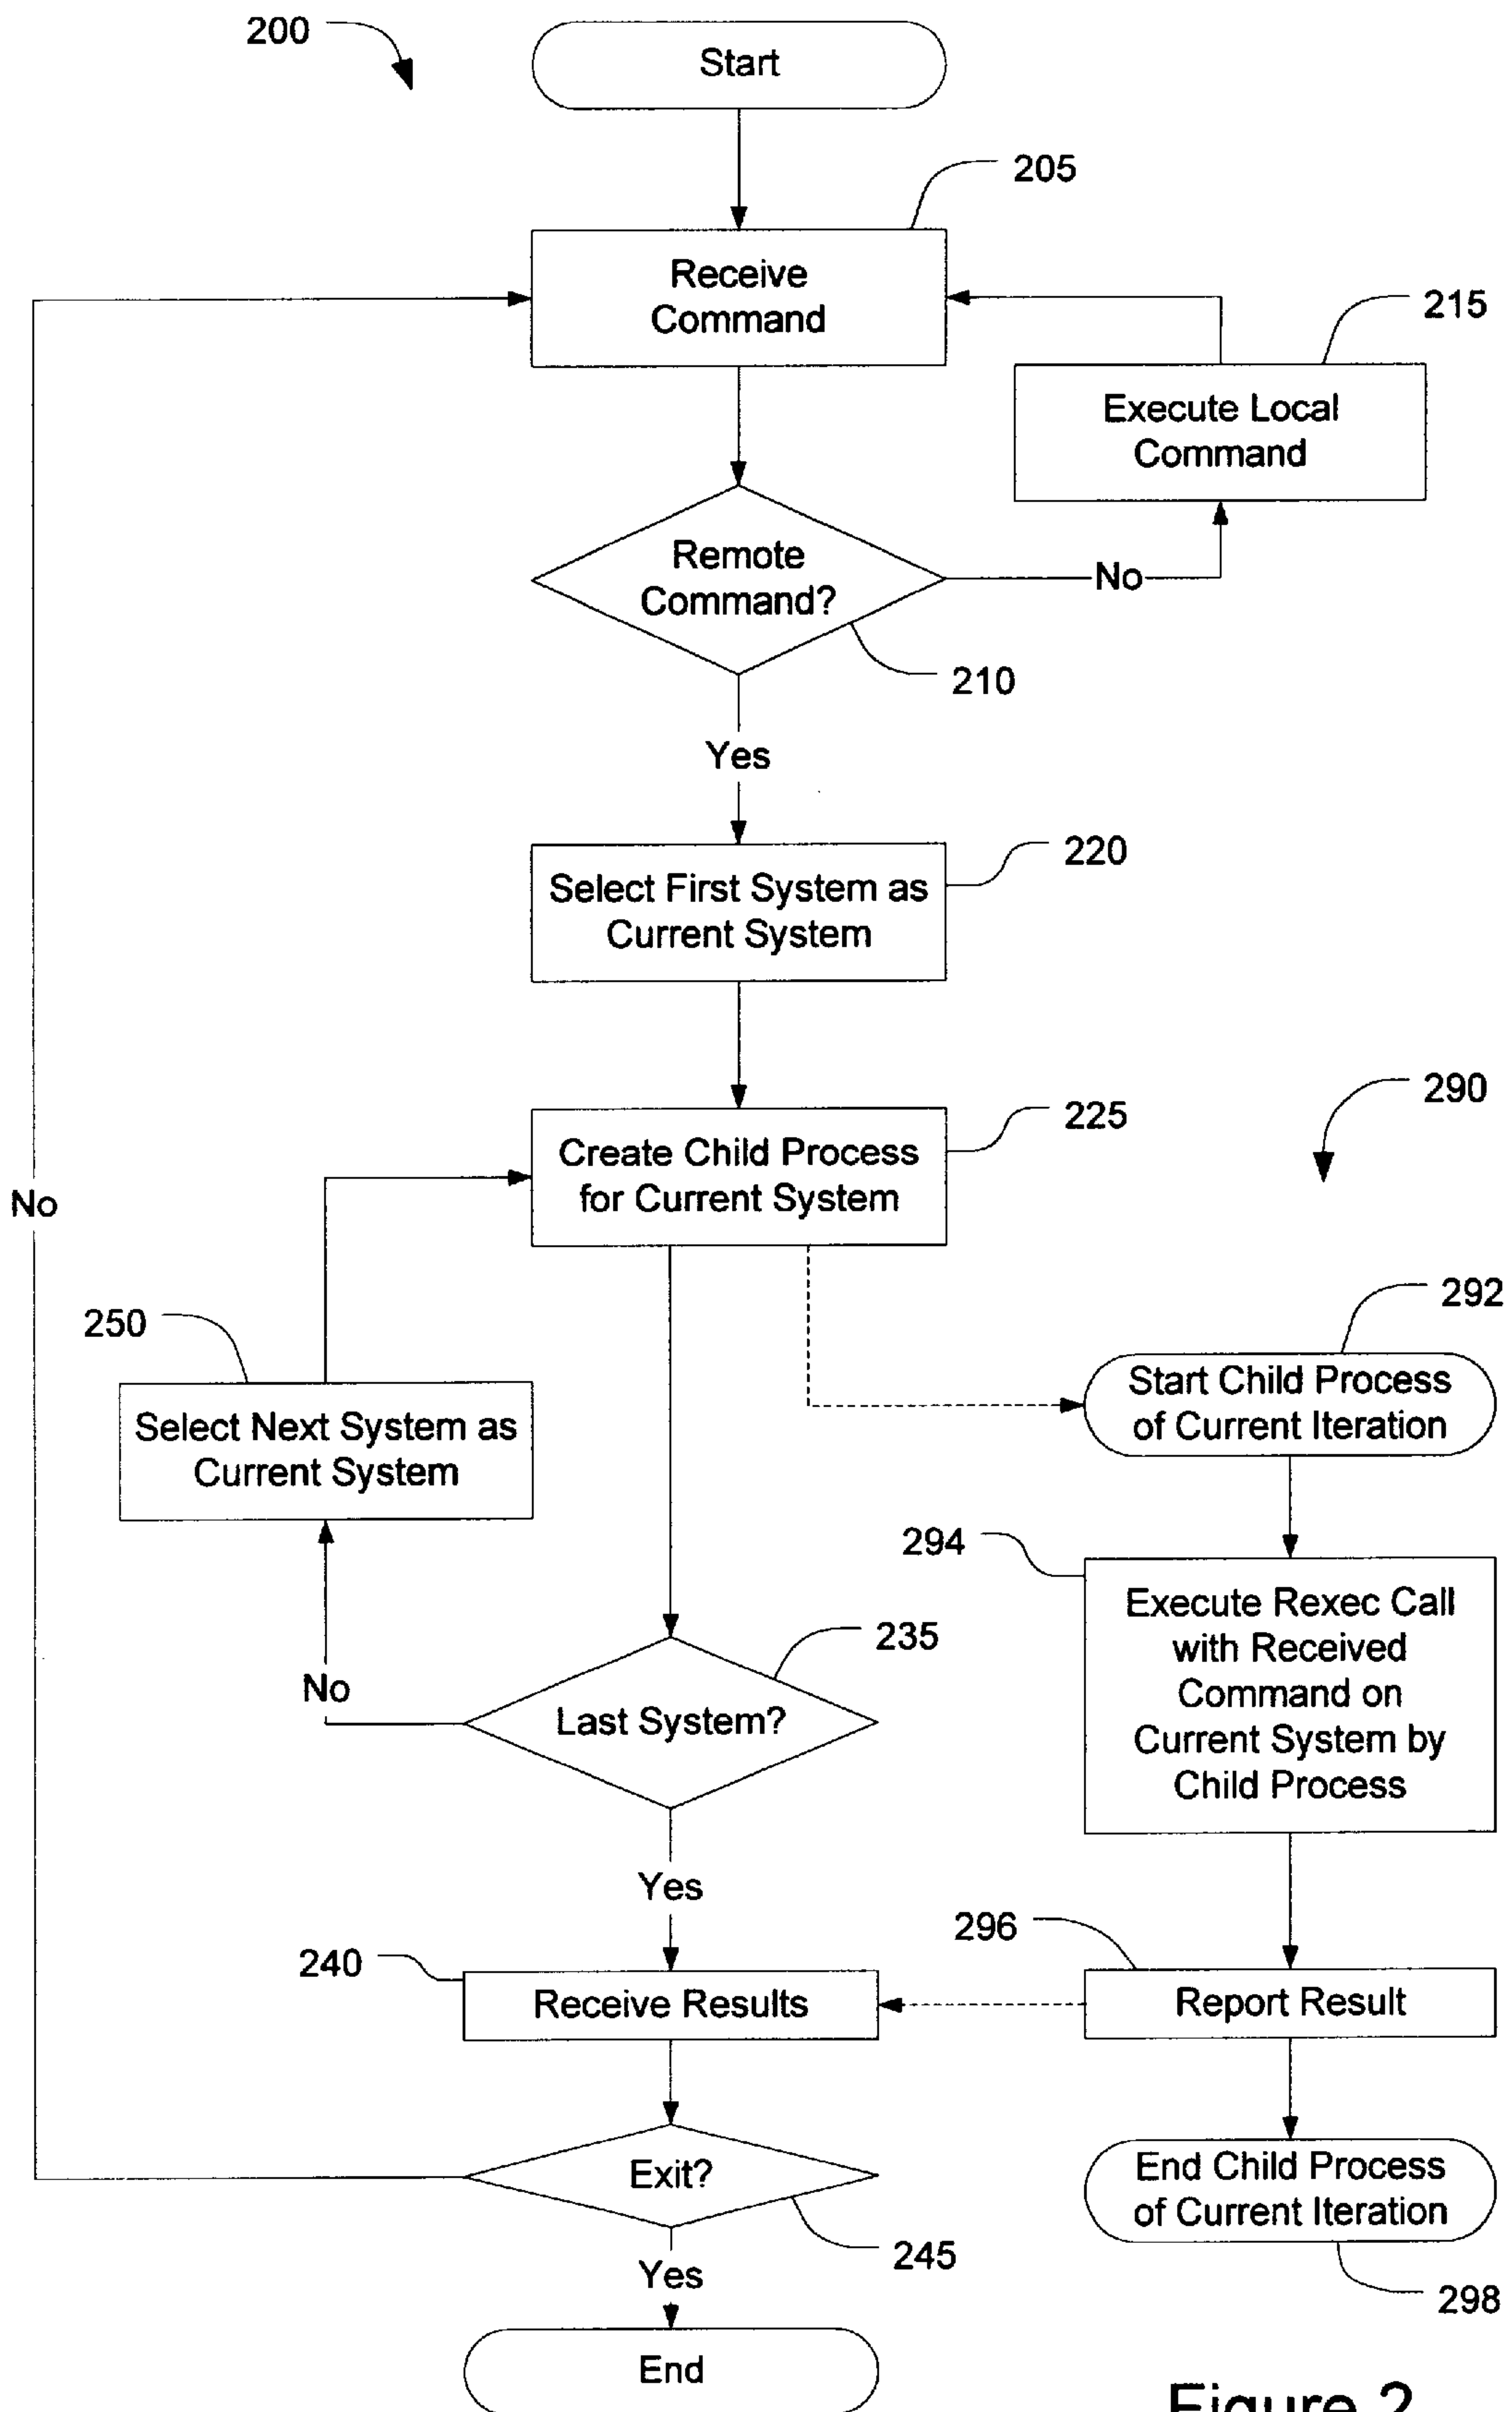 200
Start
205
Receive
Command
215
Execute Local
Command
Remote
Command?
No
210
Yes
220
Select First System as
Current System
290
225
Create Child Process
for Current System
No
292
250
Start Child Process
of Current Iteration
Select Next System as
Current System
294
Execute Rexec Call
with Received
Command on
Current System by
Child Process
235
No
Last System?
Yes
296
240
Receive Results
Report Result
Exit?
End Child Process
of Current Iteration
245
Yes
298
End
Figure 2